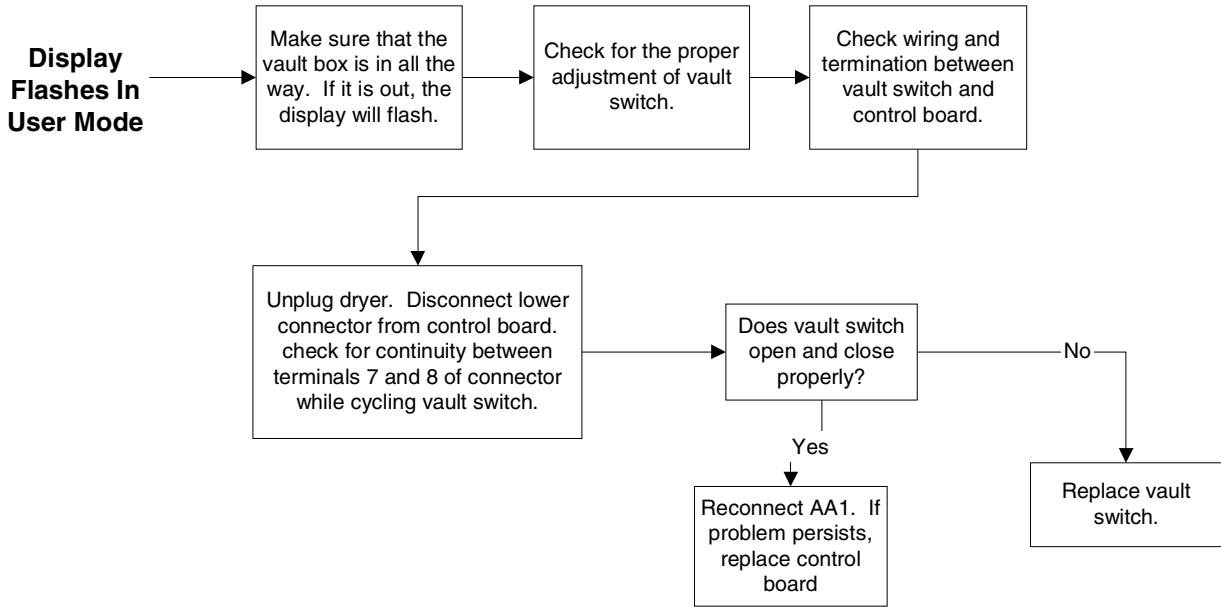 Display
Flashes In
User Mode
Make sure that the
vault box is in all the
way. If it is out, the
display will flash.
Check for the proper
adjustment of vault
switch.
Check wiring and
termination between
vault switch and
control board.
Unplug dryer. Disconnect lower
connector from control board.
check for continuity between
terminals 7 and 8 of connector
while cycling vault switch.
Does vault switch
open and close
properly?
No
Yes
Reconnect AA1. If
problem persists,
replace control
board
Replace vault
switch.